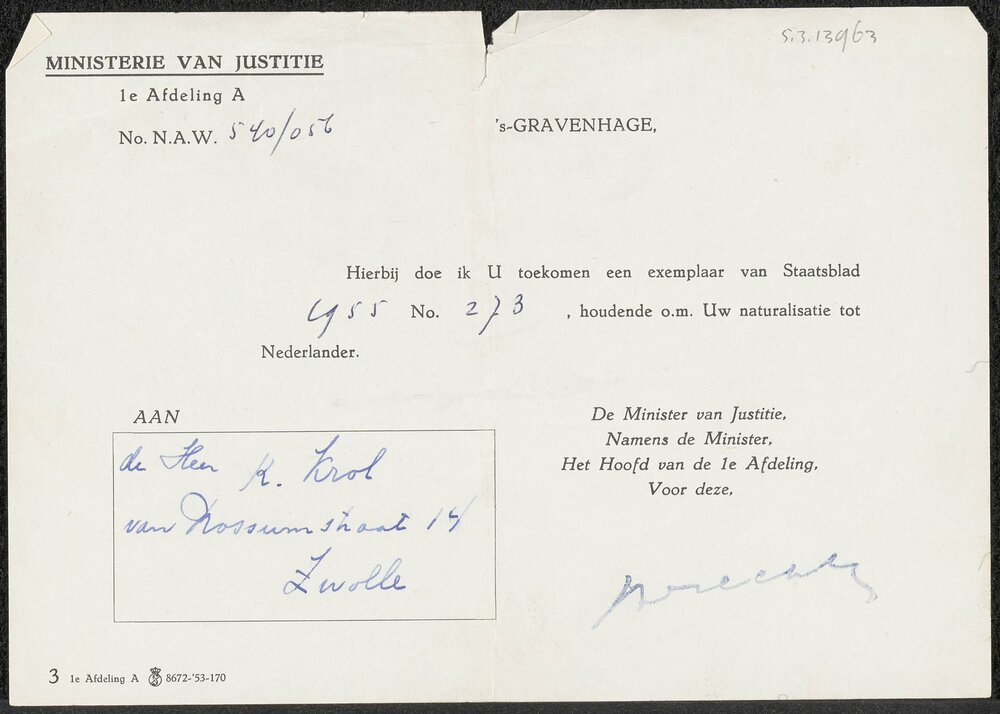 S.3.13963
MINISTERIE VAN JUSTITIE
1e Afdeling A
No. N.A.W. 540/056
's-GRAVENHAGE,
Hierbij doe ik U toekomen een exemplaar van Staatsblad
1955 No. 273 , houdende o.m. Uw naturalisatie tot
Nederlander.
AAN
de Heer K. Krol
van Rossumstraat 14
Zwolle
De Minister van Justitie,
Namens de Minister,
Het Hoofd van de 1e Afdeling,
Voor deze,
3 1e Afdeling A 8672-'53-170